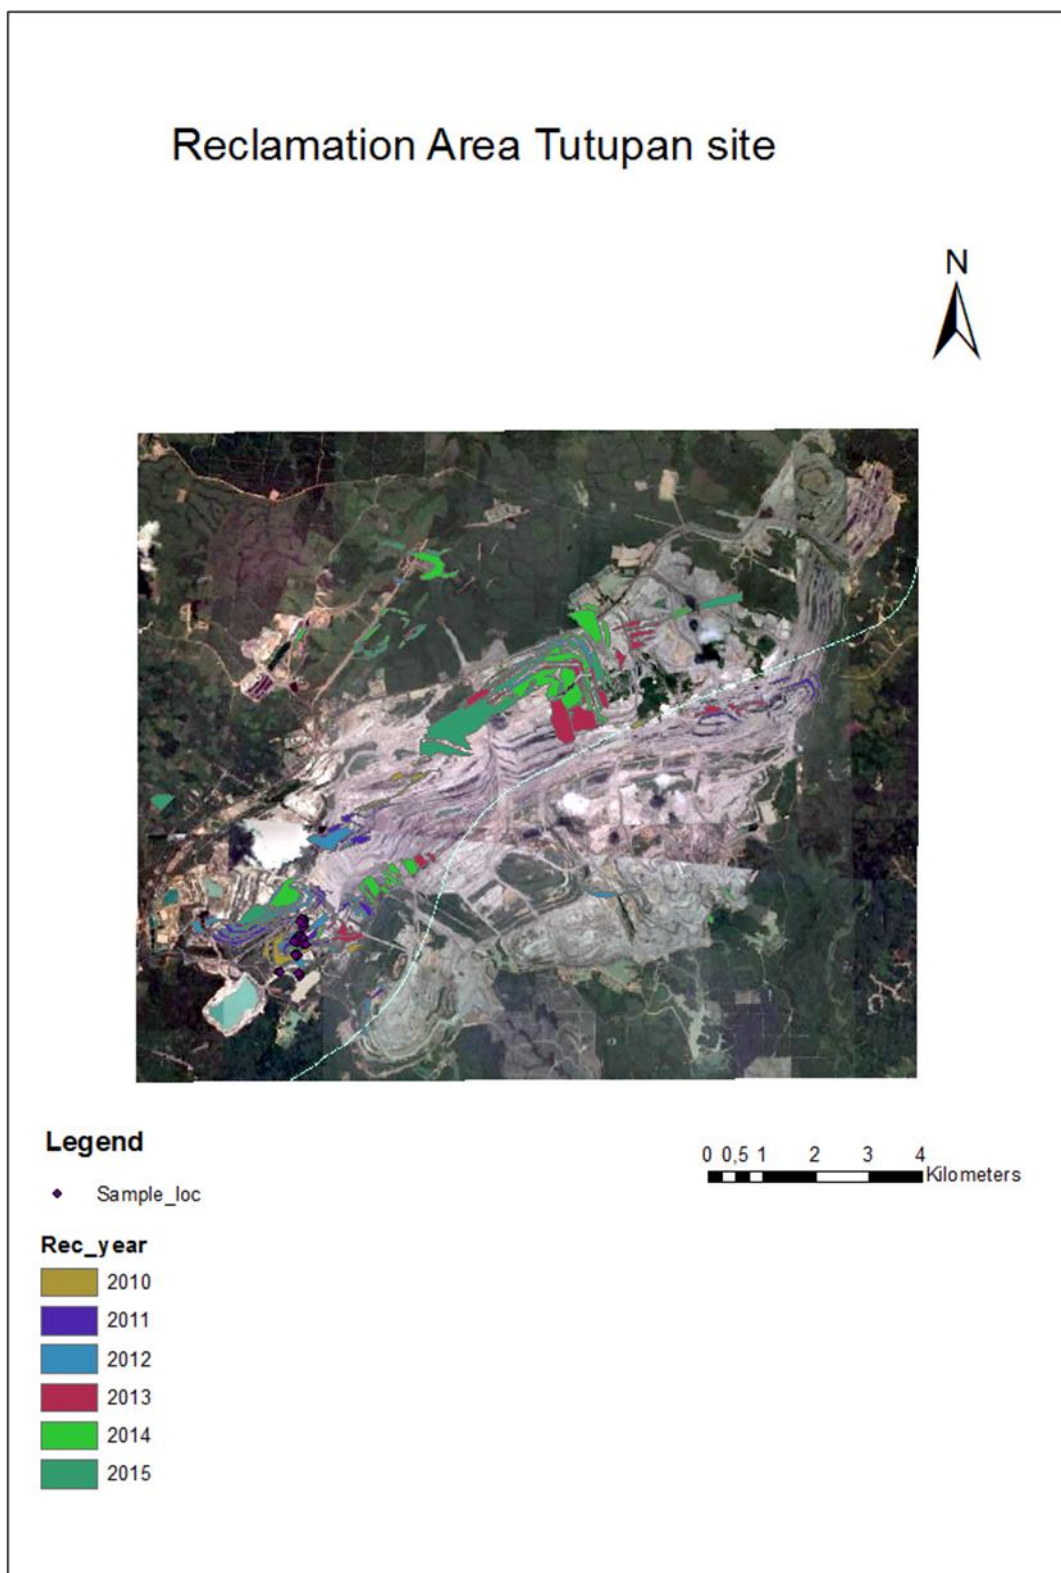 Reclamation Area Tutupan site
N
Legend
Sample_loc
Rec_year
2010
2011
2012
2013
2014
2015
0 0,5 1 2 3 4
Kilometers